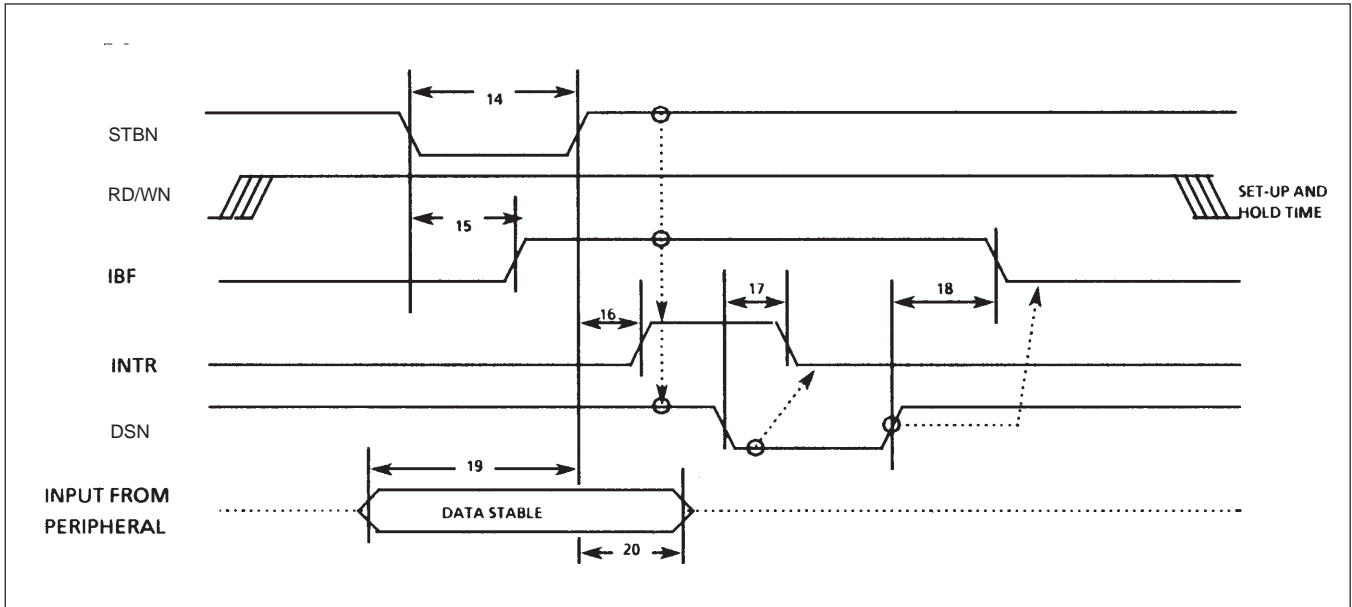 14
STBN
RD/WN
SET-UP AND
HOLD TIME
15
IBF
17
18
16
INTR
DSN
19
INPUT FROM
PERIPHERAL
DATA STABLE
20